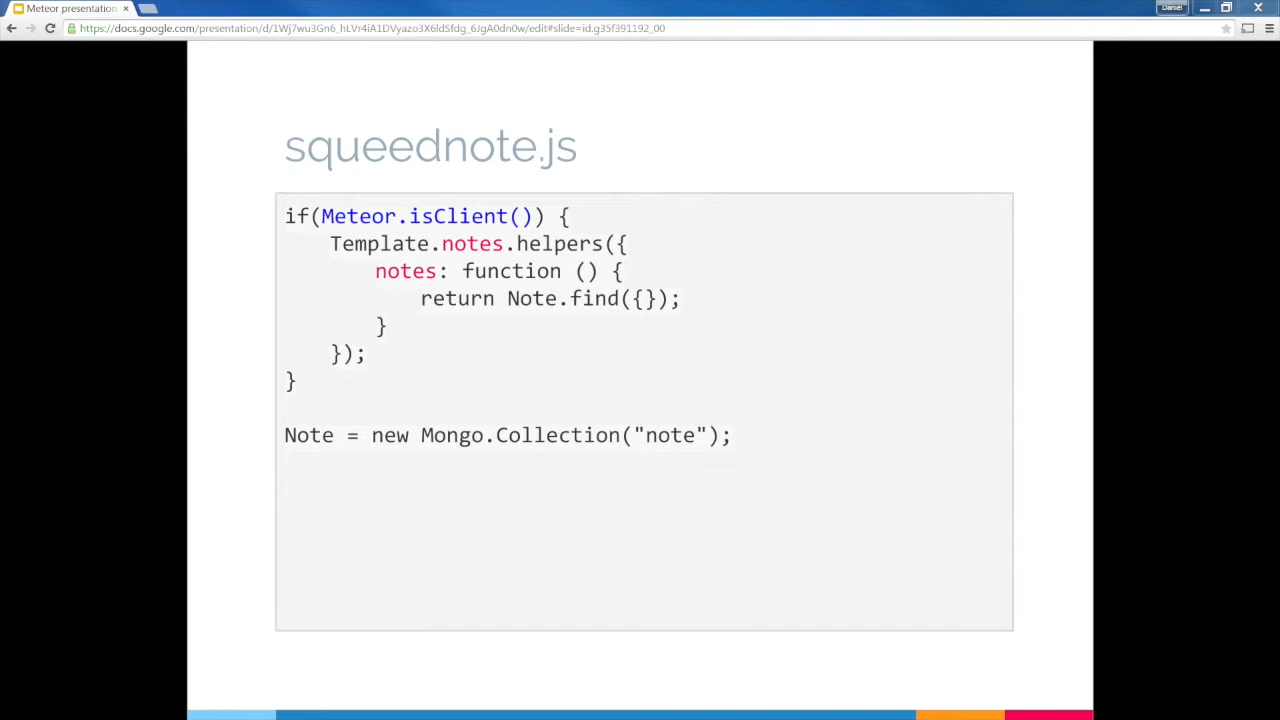 Meteor presentation
Daniel
https://docs.google.com/presentation/d/1Wj7wu3Gn6_hLVr4iA1DVyazo3X6ldSfdg_6JgA0dn0w/edit#slide=id.g35f391192_00
squeednote.js
if(Meteor.isClient()) {
    Template.notes.helpers({
        notes: function () {
            return Note.find({});
        }
    });
}
Note = new Mongo.Collection("note");